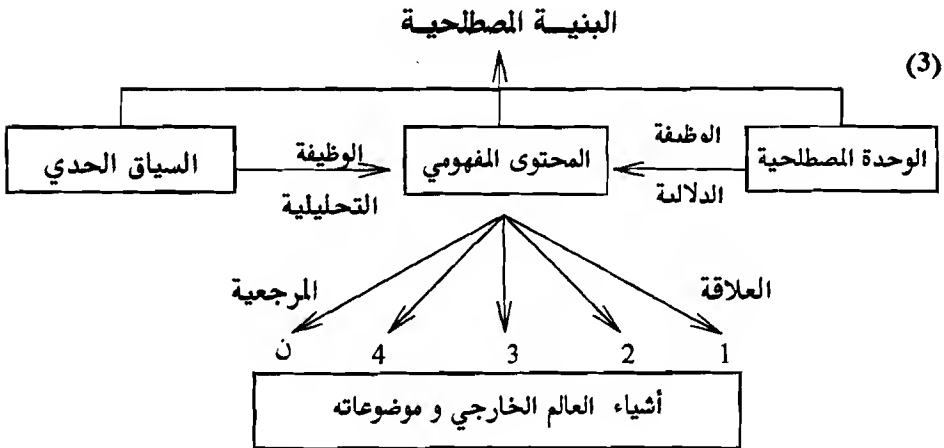 البنية المصطلحية
(3)
الوحدة المصطلحية
الوظيفة
الدلالية
المحتوى المفهومي
الوظيفة
التحليلية
السياق الحدي
العلاقة
المرجعية
1 2 3 4 ن
أشياء العالم الخارجي و موضوعاته